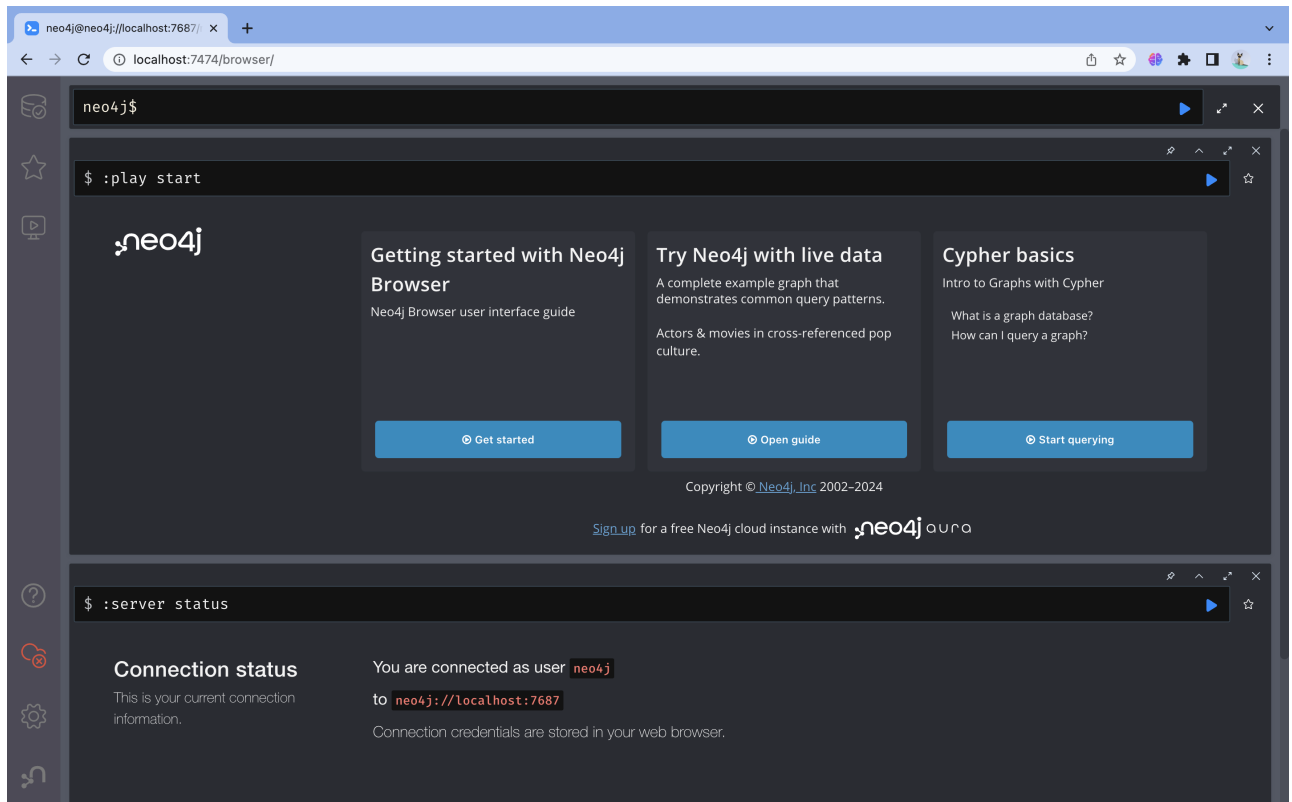 neo4j@neo4j://localhost:7687/
localhost:7474/browser/
neo4j$
$ :play start
neo4j
Getting started with Neo4j
Browser
Neo4j Browser user interface guide
Get started
Try Neo4j with live data
A complete example graph that
demonstrates common query patterns.
Actors & movies in cross-referenced pop
culture.
Open guide
Cypher basics
Intro to Graphs with Cypher
What is a graph database?
How can I query a graph?
Start querying
Copyright © Neo4j, Inc 2002–2024
Sign up for a free Neo4j cloud instance with neo4j aura
$ :server status
Connection status
This is your current connection
information.
You are connected as user neo4j
to neo4j://localhost:7687
Connection credentials are stored in your web browser.